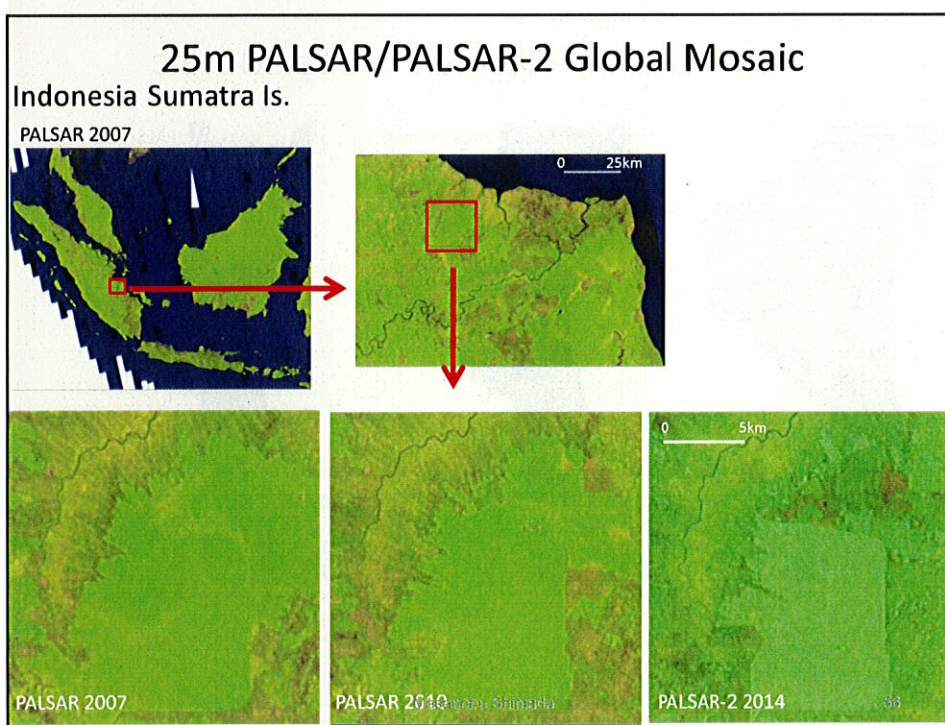 25m PALSAR/PALSAR-2 Global Mosaic
Indonesia Sumatra Is.
PALSAR 2007
0 25km
0 5km
PALSAR 2007
PALSAR 2010
Shimada
PALSAR-2 2014